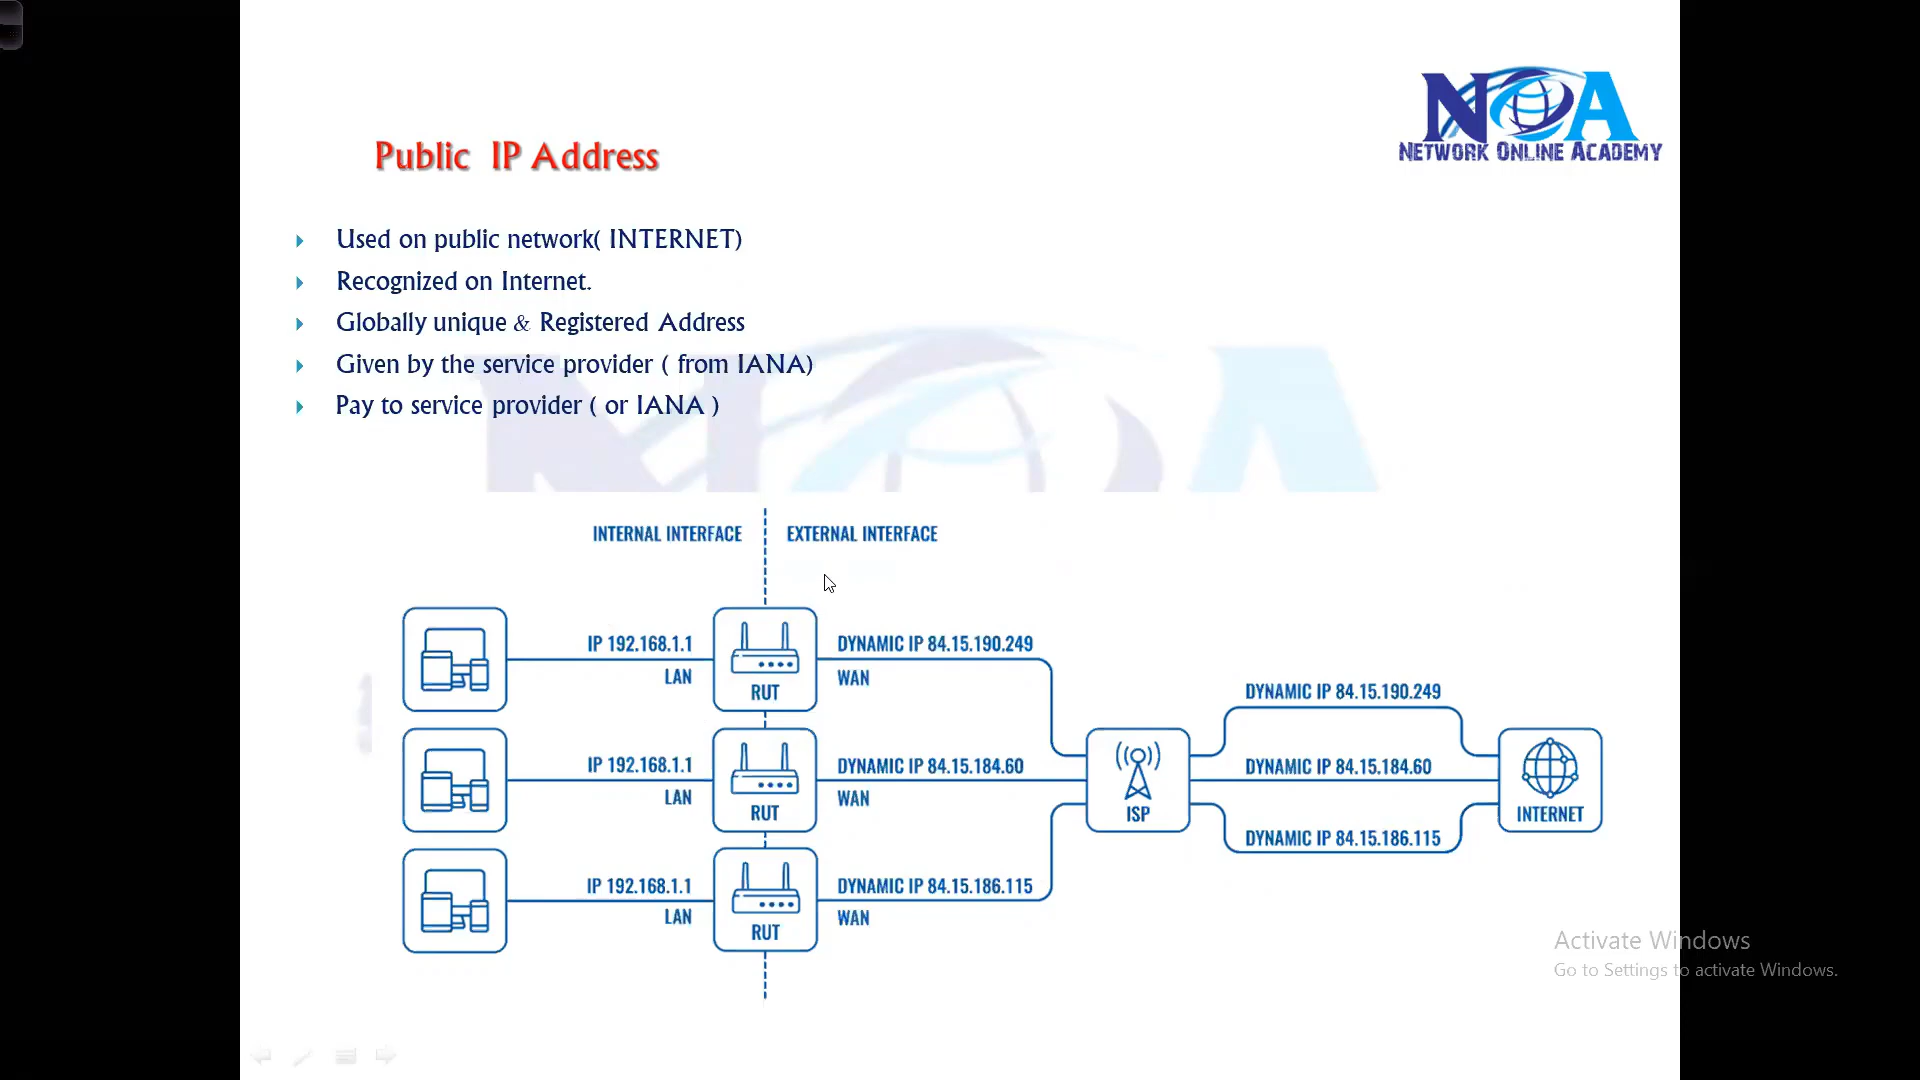 NOA
NETWORK ONLINE ACADEMY
Public IP Address
Used on public network( INTERNET)
Recognized on Internet.
Globally unique & Registered Address
Given by the service provider ( from IANA)
Pay to service provider ( or IANA )
INTERNAL INTERFACE
EXTERNAL INTERFACE
IP 192.168.1.1
LAN
RUT
DYNAMIC IP 84.15.190.249
WAN
IP 192.168.1.1
LAN
RUT
DYNAMIC IP 84.15.184.60
WAN
IP 192.168.1.1
LAN
RUT
DYNAMIC IP 84.15.186.115
WAN
ISP
DYNAMIC IP 84.15.190.249
DYNAMIC IP 84.15.184.60
DYNAMIC IP 84.15.186.115
INTERNET
Activate Windows
Go to Settings to activate Windows.